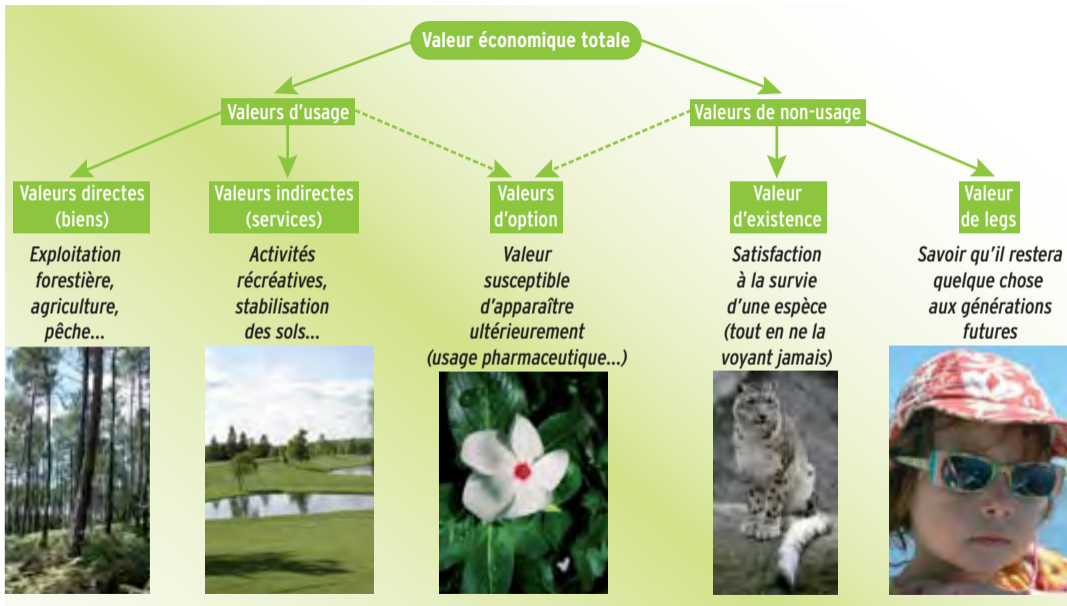 Valeur économique totale
Valeurs d'usage
Valeurs de non-usage
Valeurs directes
(biens)
Exploitation
forestière,
agriculture,
pêche...
Valeurs indirectes
(services)
Activités
récréatives,
stabilisation
des sols...
Valeurs
d'option
Valeur
susceptible
d'apparaître
ultérieurement
(usage pharmaceutique...)
Valeur
d'existence
Satisfaction
à la survie
d'une espèce
(tout en ne la
voyant jamais)
Valeur
de legs
Savoir qu'il restera
quelque chose
aux générations
futures